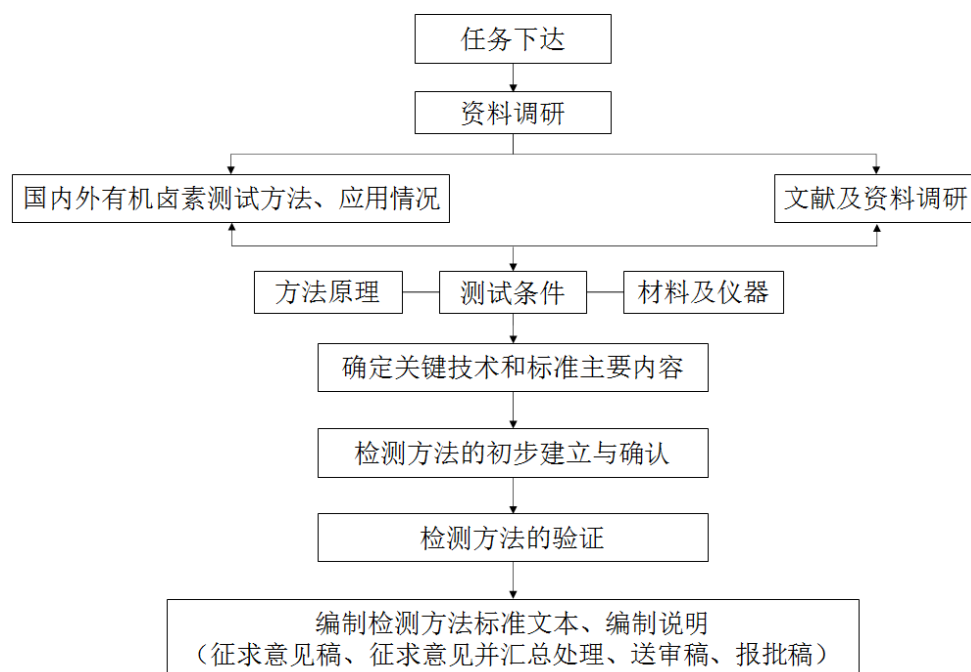 任务下达
资料调研
国内外有机卤素测试方法、应用情况
文献及资料调研
方法原理
测试条件
材料及仪器
确定关键技术和标准主要内容
检测方法的初步建立与确认
检测方法的验证
编制检测方法标准文本、编制说明
（征求意见稿、征求意见并汇总处理、送审稿、报批稿）